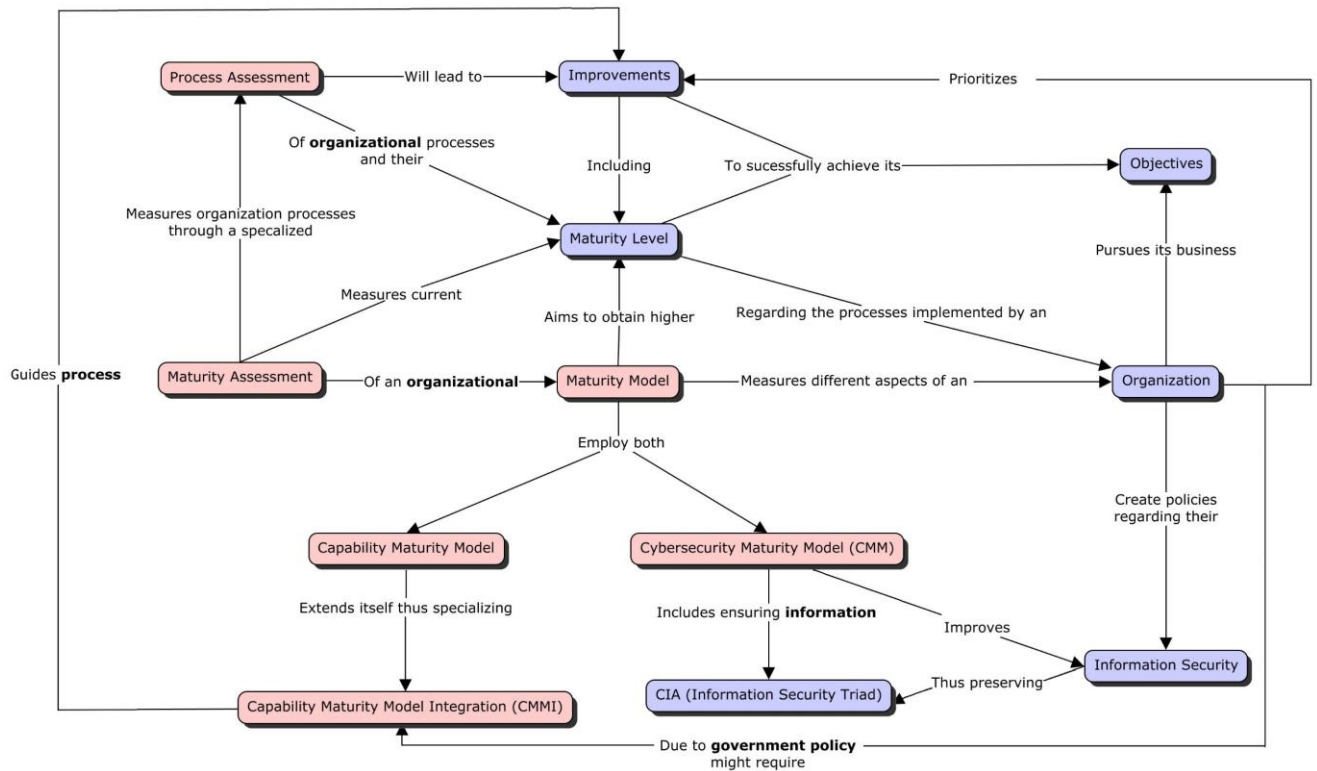 Process Assessment
Will lead to
Improvements
Prioritizes
Of organizational processes
and their
Including
To sucessfully achieve its
Objectives
Measures organization processes
through a specalized
Maturity Level
Pursues its business
Measures current
Aims to obtain higher
Regarding the processes implemented by an
Guides process
Maturity Assessment
Of an organizational
Maturity Model
Measures different aspects of an
Organization
Employ both
Create policies
regarding their
Capability Maturity Model
Cybersecurity Maturity Model (CMM)
Extends itself thus specializing
Includes ensuring information
Improves
Information Security
Thus preserving
CIA (Information Security Triad)
Capability Maturity Model Integration (CMMI)
Due to government policy
might require